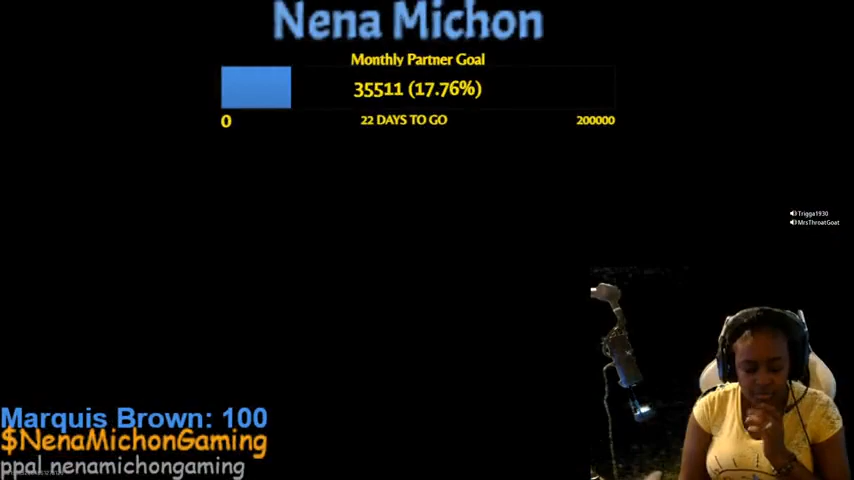 Nena Michon
Monthly Partner Goal
35511 (17.76%)
0
22 DAYS TO GO
200000
Trigga1930
MrsThroatGoat
Marquis Brown: 100
$NenaMichonGaming
ppal nenamichongaming